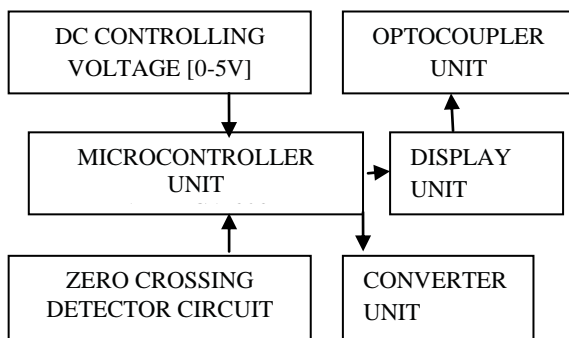 DC CONTROLLING
VOLTAGE [0-5V]
OPTOCOUPLER
UNIT
MICROCONTROLLER
UNIT
DISPLAY
UNIT
ZERO CROSSING
DETECTOR CIRCUIT
CONVERTER
UNIT